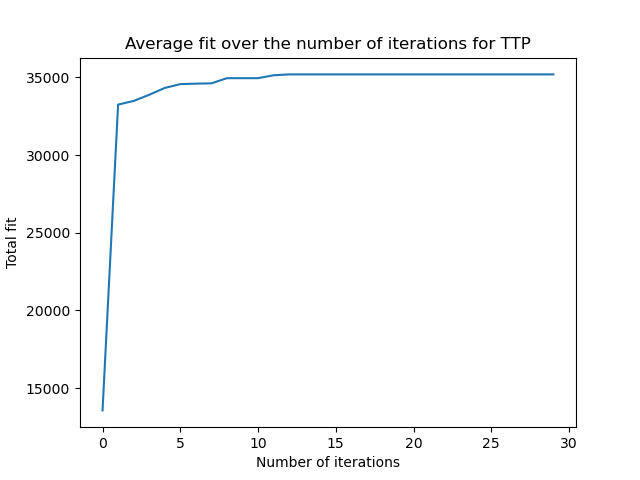 Average fit over the number of iterations for TTP
35000
30000
25000
20000
15000
Total fit
0 5 10 15 20 25 30
Number of iterations